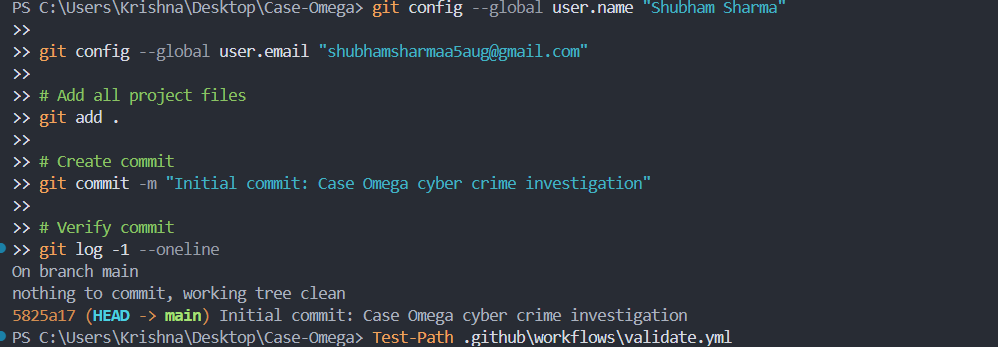 PS C:\Users\Krishna\Desktop\Case-Omega> git config --global user.name "Shubham Sharma"
>>
>> git config --global user.email "shubhamsharmaa5aug@gmail.com"
>>
>> # Add all project files
>> git add .
>>
>> # Create commit
>> git commit -m "Initial commit: Case Omega cyber crime investigation"
>>
>> # Verify commit
>> git log -1 --oneline
On branch main
nothing to commit, working tree clean
5825a17 (HEAD -> main) Initial commit: Case Omega cyber crime investigation
PS C:\Users\Krishna\Desktop\Case-Omega> Test-Path .github\workflows\validate.yml